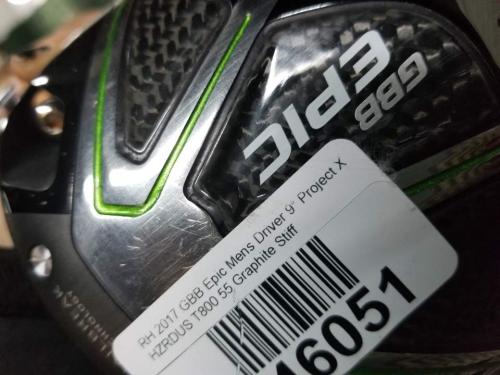 GBB
EPIC
RH 2017 GBB Epic Mens Driver 9° Project X
HZRDUS T800 55 Graphite Stiff
46051